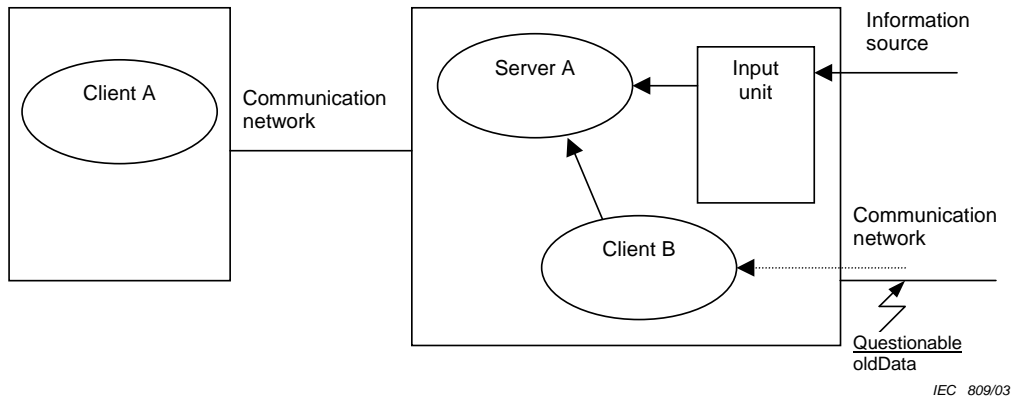 Client A
Communication
network
Server A
Input
unit
Information
source
Client B
Communication
network
Questionable
oldData
IEC 809/03